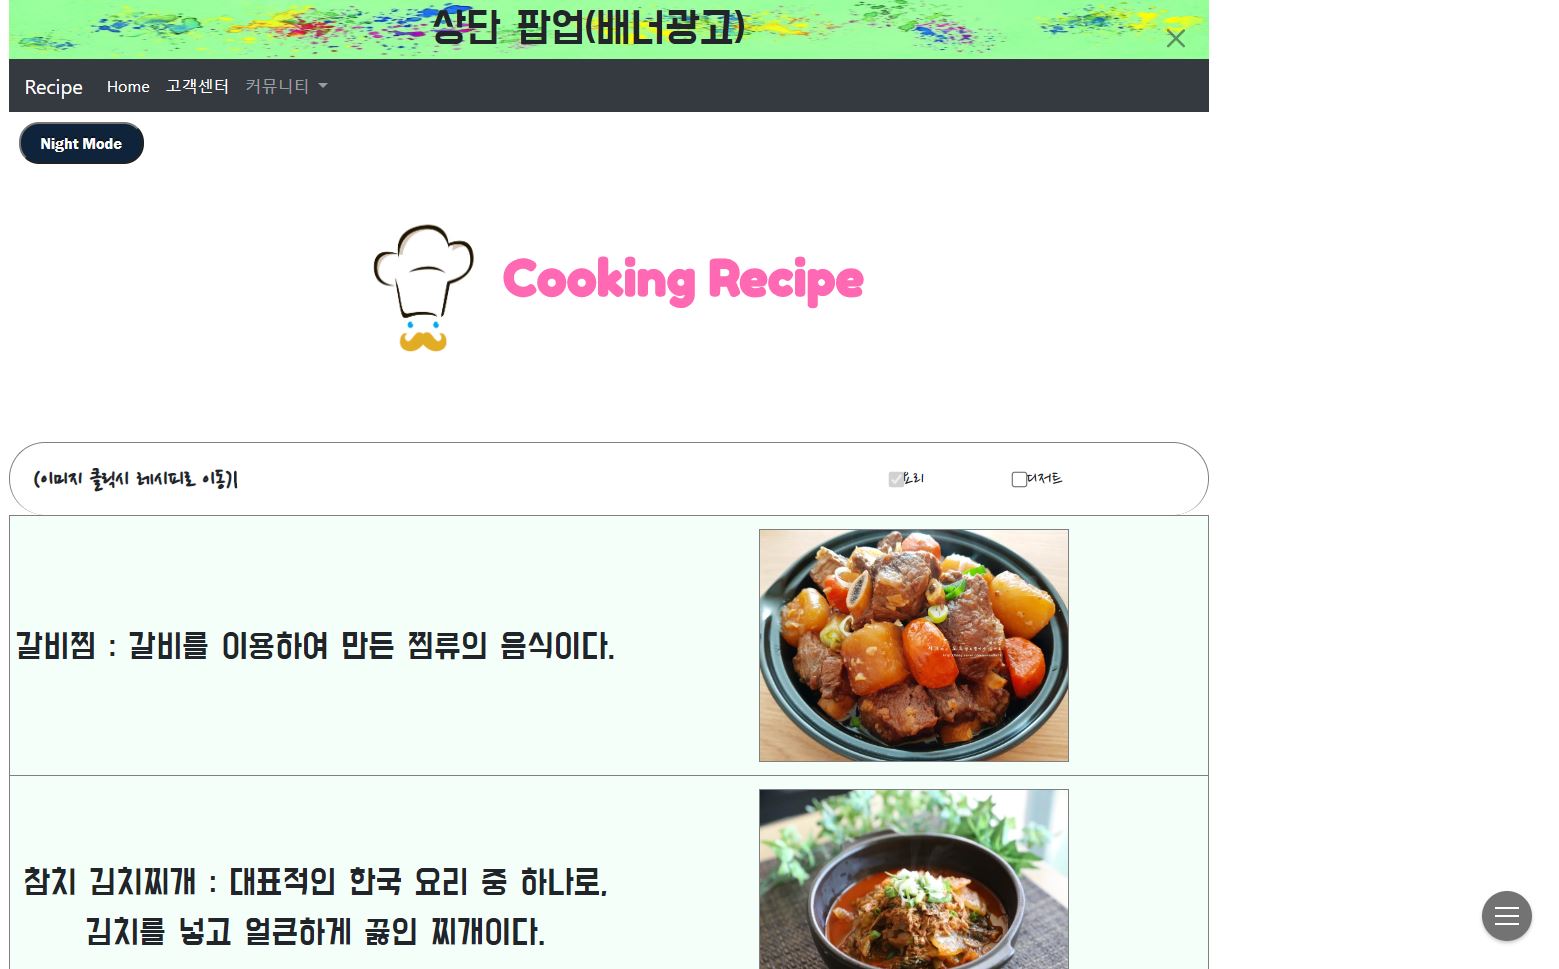 상단 팝업(배너광고)
Recipe Home 고객센터 커뮤니티
Night Mode
Cooking Recipe
(이미지 클릭시 레시피로 이동)
요리 디저트
갈비찜 : 갈비를 이용하여 만든 찜류의 음식이다.
참치 김치찌개 : 대표적인 한국 요리 중 하나로,
김치를 넣고 얼큰하게 끓인 찌개이다.